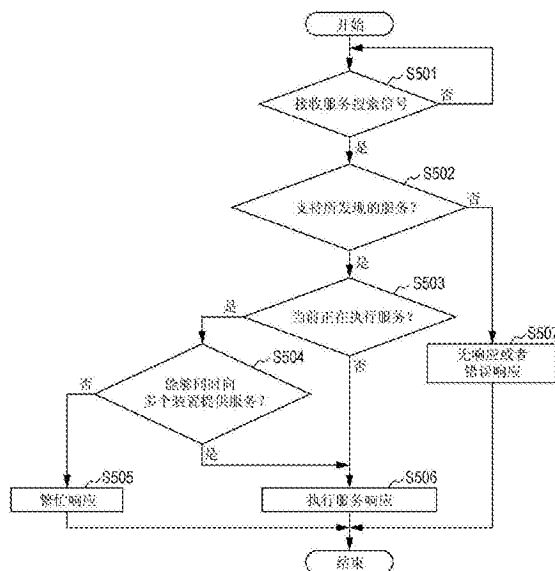 开始
S501
接收服务搜索信号
否
是
S502
支持所发现的服务?
否
是
S503
当前正在执行服务?
是
否
S504
能够同时向
多个装置提供服务?
否
是
S507
无响应或者
错误响应
S505
繁忙响应
S506
执行服务响应
结束